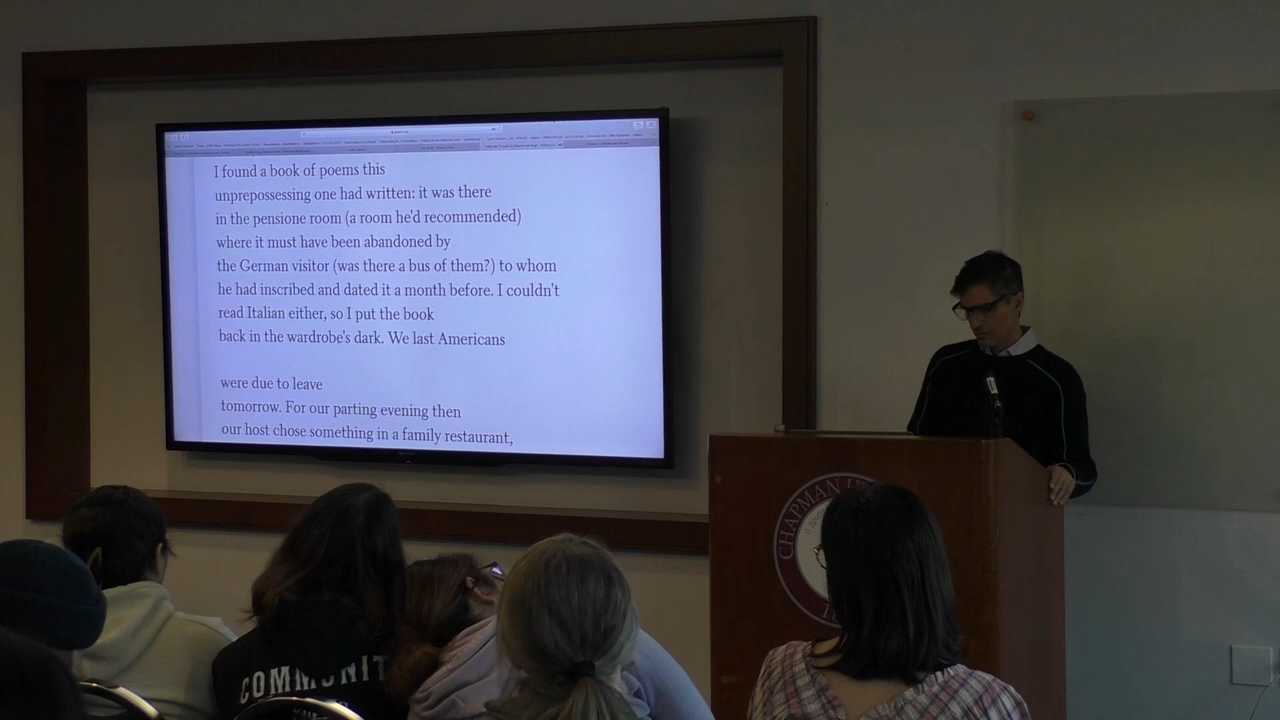 I found a book of poems this
unprepossessing one had written: it was there
in the pensione room (a room he'd recommended)
where it must have been abandoned by
the German visitor (was there a bus of them?) to whom
he had inscribed and dated it a month before. I couldn't
read Italian either, so I put the book
back in the wardrobe's dark. We last Americans
were due to leave
tomorrow. For our parting evening then
our host chose something in a family restaurant,
CHAPMAN
COMMUNIT